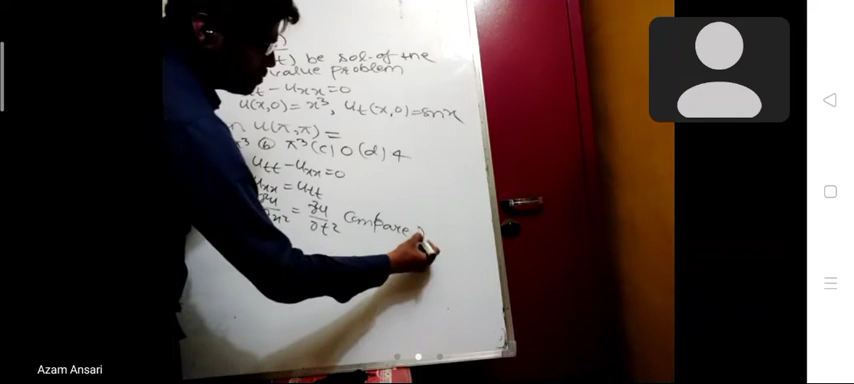 t) be sol. of the
value problem
tt - uxx = 0
u(x,0) = x³, ut(x,0) = sinx
n u(π,π) =
³ (b) π³ (c) 0 (d) 4
utt - uxx = 0
uxx = utt
∂²u/∂x² = ∂²u/∂t² Compare
Azam Ansari